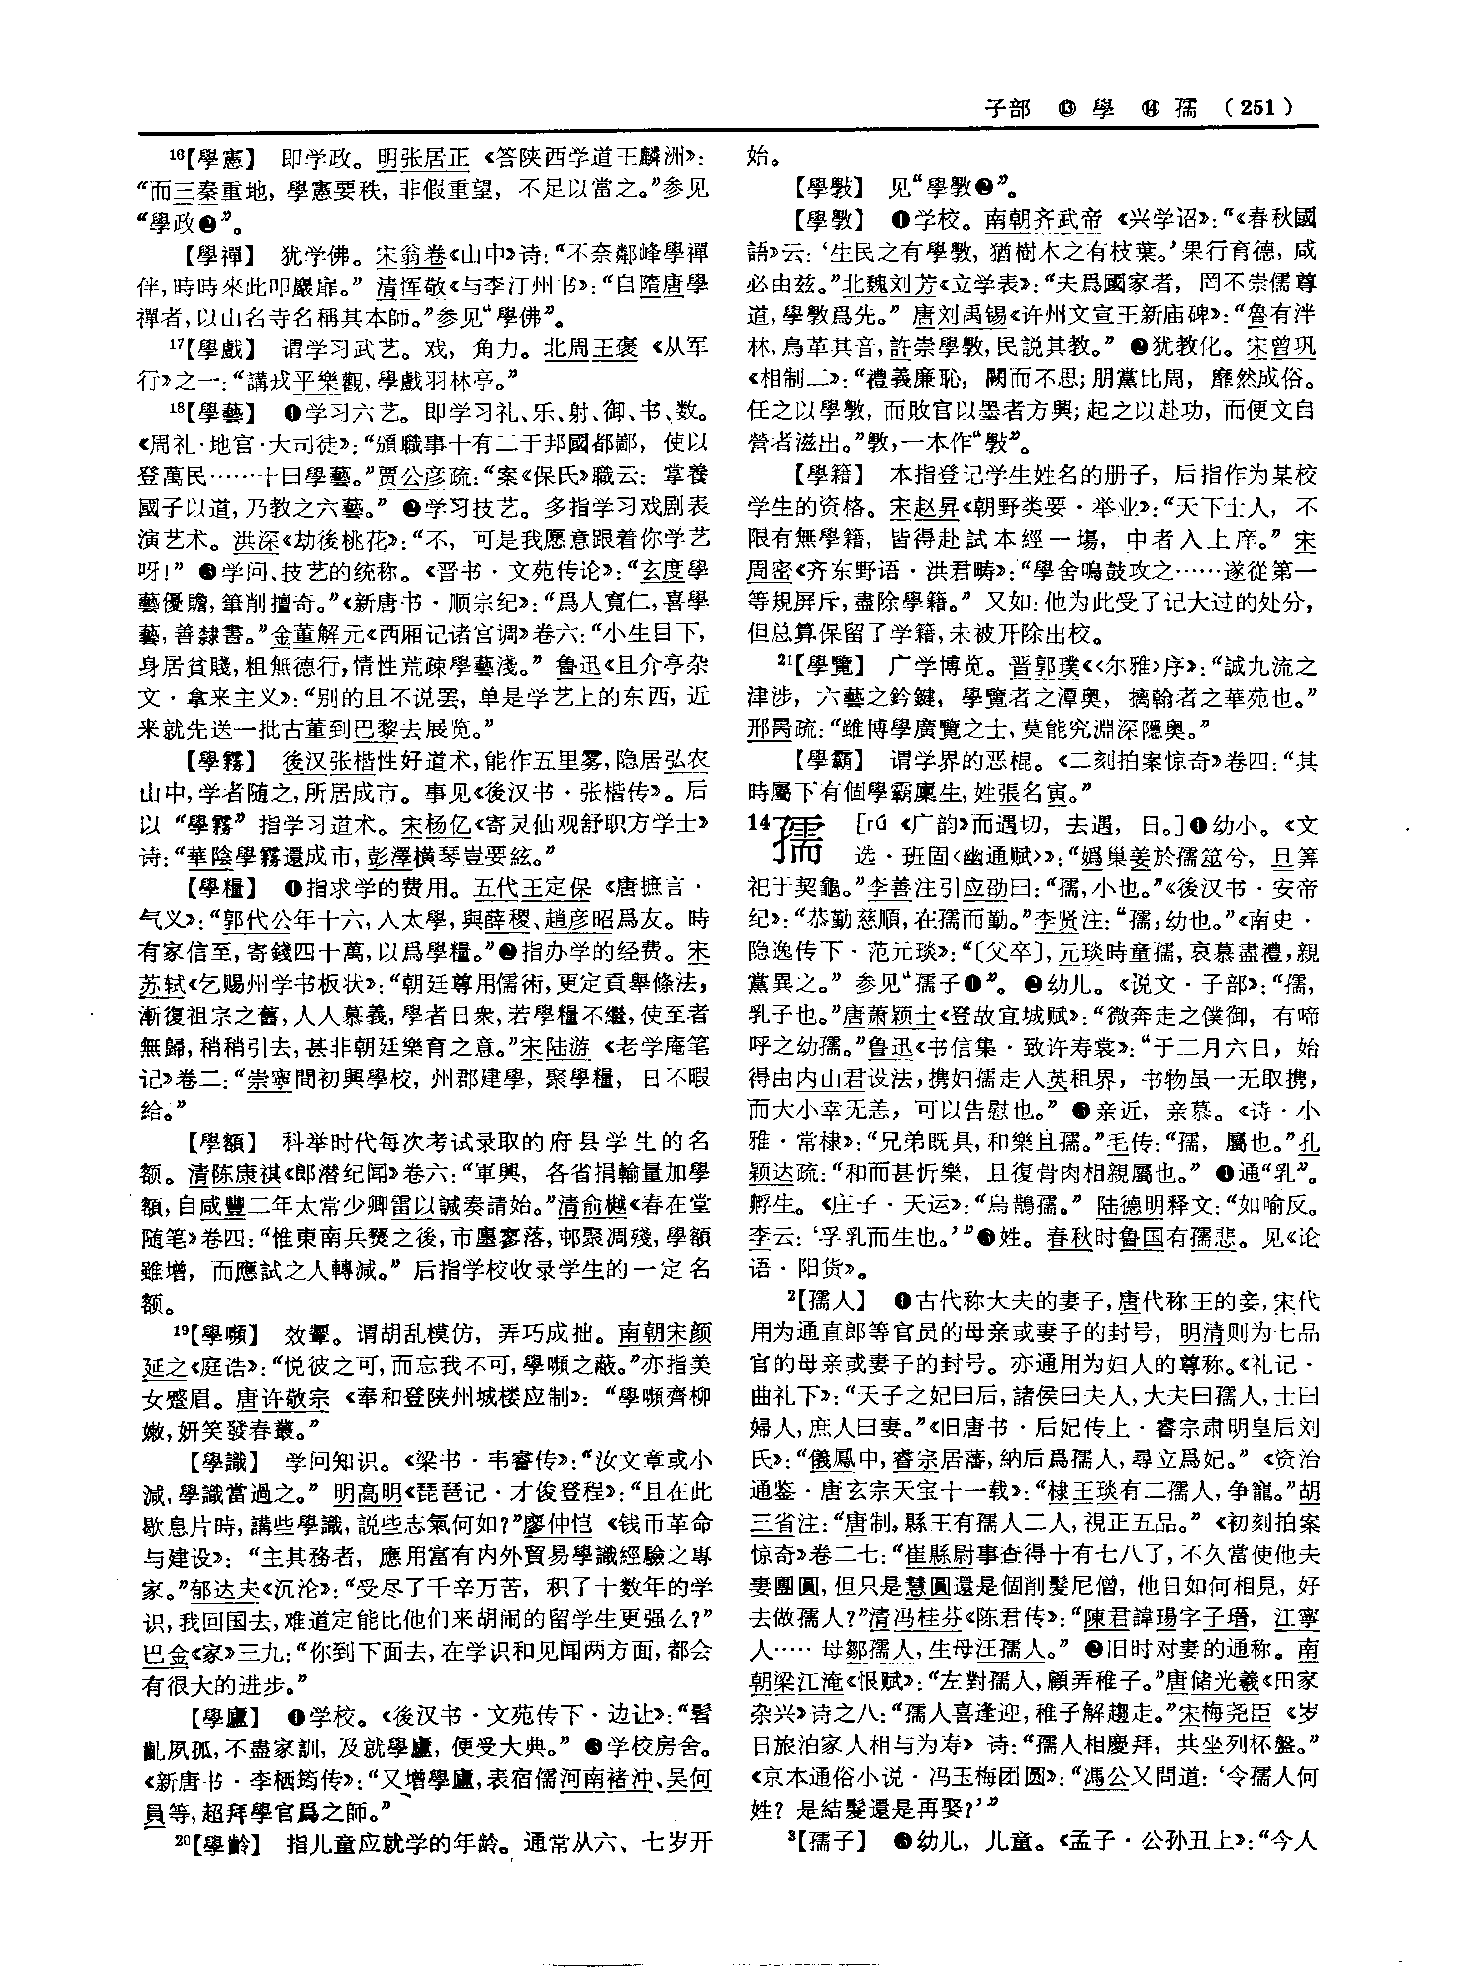 子部 ⓭ 學 ⓮ 孺 （251）
¹⁶【學憲】 即学政。明张居正《答陕西学道王麟洲》：
“而三秦重地，學憲要秩，非假重望，不足以當之。”参见
“學政❷”。
【學禪】 犹学佛。宋翁卷《山中》诗：“不奈鄰峰學禪
伴，時時來此叩巖扉。” 清恽敬《与李汀州书》：“自隋唐學
禪者，以山名寺名稱其本師。”参见“學佛”。
¹⁷【學戲】 谓学习武艺。戏，角力。北周王褒《从军
行》之一：“講戎平樂觀，學戲羽林亭。”
¹⁸【學藝】 ❶学习六艺。即学习礼、乐、射、御、书、数。
《周礼·地官·大司徒》：“頒職事十有二于邦國都鄙，使以
登萬民……十曰學藝。”贾公彦疏：“案《保氏》職云：掌養
國子以道，乃教之六藝。” ❷学习技艺。多指学习戏剧表
演艺术。洪深《劫後桃花》：“不，可是我愿意跟着你学艺
呀！” ❸学问、技艺的统称。《晋书·文苑传论》：“玄度學
藝優贍，筆削擅奇。”《新唐书·顺宗纪》：“爲人寬仁，喜學
藝，善隸書。”金董解元《西厢记诸宫调》卷六：“小生目下，
身居貧賤，粗無德行，情性荒疎學藝淺。” 鲁迅《且介亭杂
文·拿来主义》：“别的且不说罢，单是学艺上的东西，近
来就先送一批古董到巴黎去展览。”
【學霧】 後汉张楷性好道术，能作五里雾，隐居弘农
山中，学者随之，所居成市。事见《後汉书·张楷传》。后
以“學霧”指学习道术。宋杨亿《寄灵仙观舒职方学士》
诗：“華陰學霧還成市，彭澤横琴豈要絃。”
【學糧】 ❶指求学的费用。五代王定保《唐摭言·
气义》：“郭代公年十六，入太學，與薛稷、趙彦昭爲友。時
有家信至，寄錢四十萬，以爲學糧。”❷指办学的经费。宋
苏轼《乞赐州学书板状》：“朝廷尊用儒術，更定貢舉條法，
漸復祖宗之舊，人人慕義，學者日衆，若學糧不繼，使至者
無歸，稍稍引去，甚非朝廷樂育之意。”宋陆游《老学庵笔
记》卷二：“崇寧間初興學校，州郡建學，聚學糧，日不暇
给。”
【學額】 科举时代每次考试录取的府县学生的名
额。清陈康祺《郎潜纪闻》卷六：“軍興，各省捐輸量加學
額，自咸豐二年太常少卿雷以諴奏請始。”清俞樾《春在堂
随笔》卷四：“惟東南兵燹之後，市廛寥落，邨聚凋殘，學額
雖增，而應試之人轉減。”后指学校收录学生的一定名
额。
¹⁹【學嚬】 效颦。谓胡乱模仿，弄巧成拙。南朝宋颜
延之《庭诰》：“悦彼之可，而忘我不可，學嚬之蔽。”亦指美
女蹙眉。唐许敬宗《奉和登陕州城楼应制》：“學嚬齊柳
嫩，妍笑發春叢。”
【學識】 学问知识。《梁书·韦睿传》：“汝文章或小
減，學識當過之。” 明高明《琵琶记·才俊登程》：“且在此
歇息片時，講些學識，説些志氣何如？”廖仲恺《钱币革命
与建设》：“主其務者，應用富有内外貿易學識經驗之專
家。”郁达夫《沉沦》：“受尽了千辛万苦，积了十数年的学
识，我回国去，难道定能比他们来胡闹的留学生更强么？”
巴金《家》三九：“你到下面去，在学识和见闻两方面，都会
有很大的进步。”
【學廬】 ❶学校。《後汉书·文苑传下·边让》：“髫
齓夙孤，不盡家訓，及就學廬，便受大典。” ❷学校房舍。
《新唐书·李栖筠传》：“又增學廬，表宿儒河南褚沖、吴何
員等，超拜學官爲之師。”
²⁰【學齡】 指儿童应就学的年龄。通常从六、七岁开
始。
【學斅】 见“學斆❷”。
【學斆】 ❶学校。南朝齐武帝《兴学诏》：“《春秋國
語》云：‘生民之有學斆，猶樹木之有枝葉。’果行育德，咸
必由兹。”北魏刘芳《立学表》：“夫爲國家者，罔不崇儒尊
道，學斆爲先。” 唐刘禹锡《许州文宣王新庙碑》：“魯有泮
林，鳥革其音，許崇學斆，民説其教。” ❷犹教化。宋曾巩
《相制二》：“禮義廉恥，闕而不思；朋黨比周，靡然成俗。
任之以學斆，而敗官以墨者方興；起之以赴功，而便文自
營者滋出。”斆，一本作“斅”。
【學籍】 本指登记学生姓名的册子，后指作为某校
学生的资格。宋赵昇《朝野类要·举业》：“天下士人，不
限有無學籍，皆得赴試本經一場，中者入上庠。” 宋
周密《齐东野语·洪君畴》：“學舍鳴鼓攻之……遂從第一
等規屏斥，盡除學籍。” 又如：他为此受了记大过的处分，
但总算保留了学籍，未被开除出校。
²¹【學覽】 广学博览。晋郭璞《〈尔雅〉序》：“誠九流之
津涉，六藝之鈐鍵，學覽者之潭奥，摛翰者之華苑也。”
邢昺疏：“雖博學廣覽之士，莫能究淵深隱奥。”
【學霸】 谓学界的恶棍。《二刻拍案惊奇》卷四：“其
時屬下有個學霸廩生，姓張名寅。”
14孺 ［rú 《广韵》而遇切，去遇，日。］❶幼小。《文
选·班固〈幽通赋〉》：“嬀巢姜於孺筮兮，旦筭
祀于契龜。”李善注引应劭曰：“孺，小也。”《後汉书·安帝
纪》：“恭勤慈順，在孺而勤。”李贤注：“孺，幼也。”《南史·
隐逸传下·范元琰》：“〔父卒〕，元琰時童孺，哀慕盡禮，親
黨異之。” 参见“孺子❶”。 ❷幼儿。《说文·子部》：“孺，
乳子也。”唐萧颖士《登故宜城赋》：“微奔走之僕御，有啼
呼之幼孺。”鲁迅《书信集·致许寿裳》：“于二月六日，始
得由内山君设法，携妇孺走入英租界，书物虽一无取携，
而大小幸无恙，可以告慰也。” ❸亲近，亲慕。《诗·小
雅·常棣》：“兄弟既具，和樂且孺。”毛传：“孺，屬也。”孔
颖达疏：“和而甚忻樂，且復骨肉相親屬也。” ❹通“乳”。
孵生。《庄子·天运》：“烏鵲孺。” 陆德明释文：“如喻反。
李云：‘孚乳而生也。’”❺姓。春秋时鲁国有孺悲。见《论
语·阳货》。
²【孺人】 ❶古代称大夫的妻子，唐代称王的妾，宋代
用为通直郎等官员的母亲或妻子的封号，明清则为七品
官的母亲或妻子的封号。亦通用为妇人的尊称。《礼记·
曲礼下》：“天子之妃曰后，諸侯曰夫人，大夫曰孺人，士曰
婦人，庶人曰妻。”《旧唐书·后妃传上·睿宗肃明皇后刘
氏》：“儀鳳中，睿宗居藩，納后爲孺人，尋立爲妃。” 《资治
通鉴·唐玄宗天宝十一载》：“棣王琰有二孺人，争寵。”胡
三省注：“唐制，縣王有孺人二人，視正五品。” 《初刻拍案
惊奇》卷二七：“崔縣尉事查得十有七八了，不久當使他夫
妻團圓，但只是慧圓還是個削髮尼僧，他日如何相見，好
去做孺人？”清冯桂芬《陈君传》：“陳君諱瑒字子瑨，江寧
人……母鄒孺人，生母汪孺人。” ❷旧时对妻的通称。南
朝梁江淹《恨赋》：“左對孺人，顧弄稚子。”唐储光羲《田家
杂兴》诗之八：“孺人喜逢迎，稚子解趨走。”宋梅尧臣《岁
日旅泊家人相与为寿》诗：“孺人相慶拜，共坐列杯盤。”
《京本通俗小说·冯玉梅团圆》：“馮公又問道：‘令孺人何
姓？是結髮還是再娶？’”
³【孺子】 ❶幼儿，儿童。《孟子·公孙丑上》：“今人